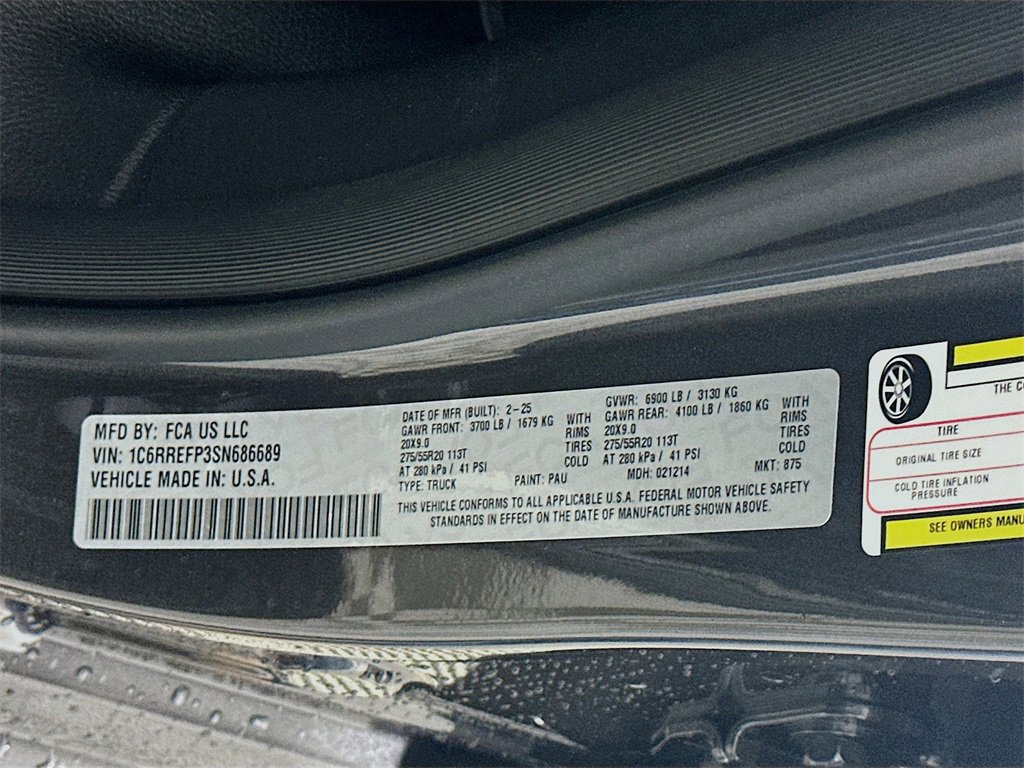 MFD BY: FCA US LLC
VIN: 1C6RREFP3SN686689
VEHICLE MADE IN: U.S.A.
DATE OF MFR (BUILT): 2-25
GAWR FRONT: 3700 LB / 1679 KG WITH
20X9.0 RIMS
275/55R20 113T TIRES
AT 280 kPa / 41 PSI COLD
TYPE: TRUCK PAINT: PAU
GVWR: 6900 LB / 3130 KG
GAWR REAR: 4100 LB / 1860 KG WITH
20X9.0 RIMS
275/55R20 113T TIRES
AT 280 kPa / 41 PSI COLD
MDH: 021214 MKT: 875
THIS VEHICLE CONFORMS TO ALL APPLICABLE U.S.A. FEDERAL MOTOR VEHICLE SAFETY
STANDARDS IN EFFECT ON THE DATE OF MANUFACTURE SHOWN ABOVE.
THE
TIRE
ORIGINAL TIRE SIZE
COLD TIRE INFLATION
PRESSURE
SEE OWNERS